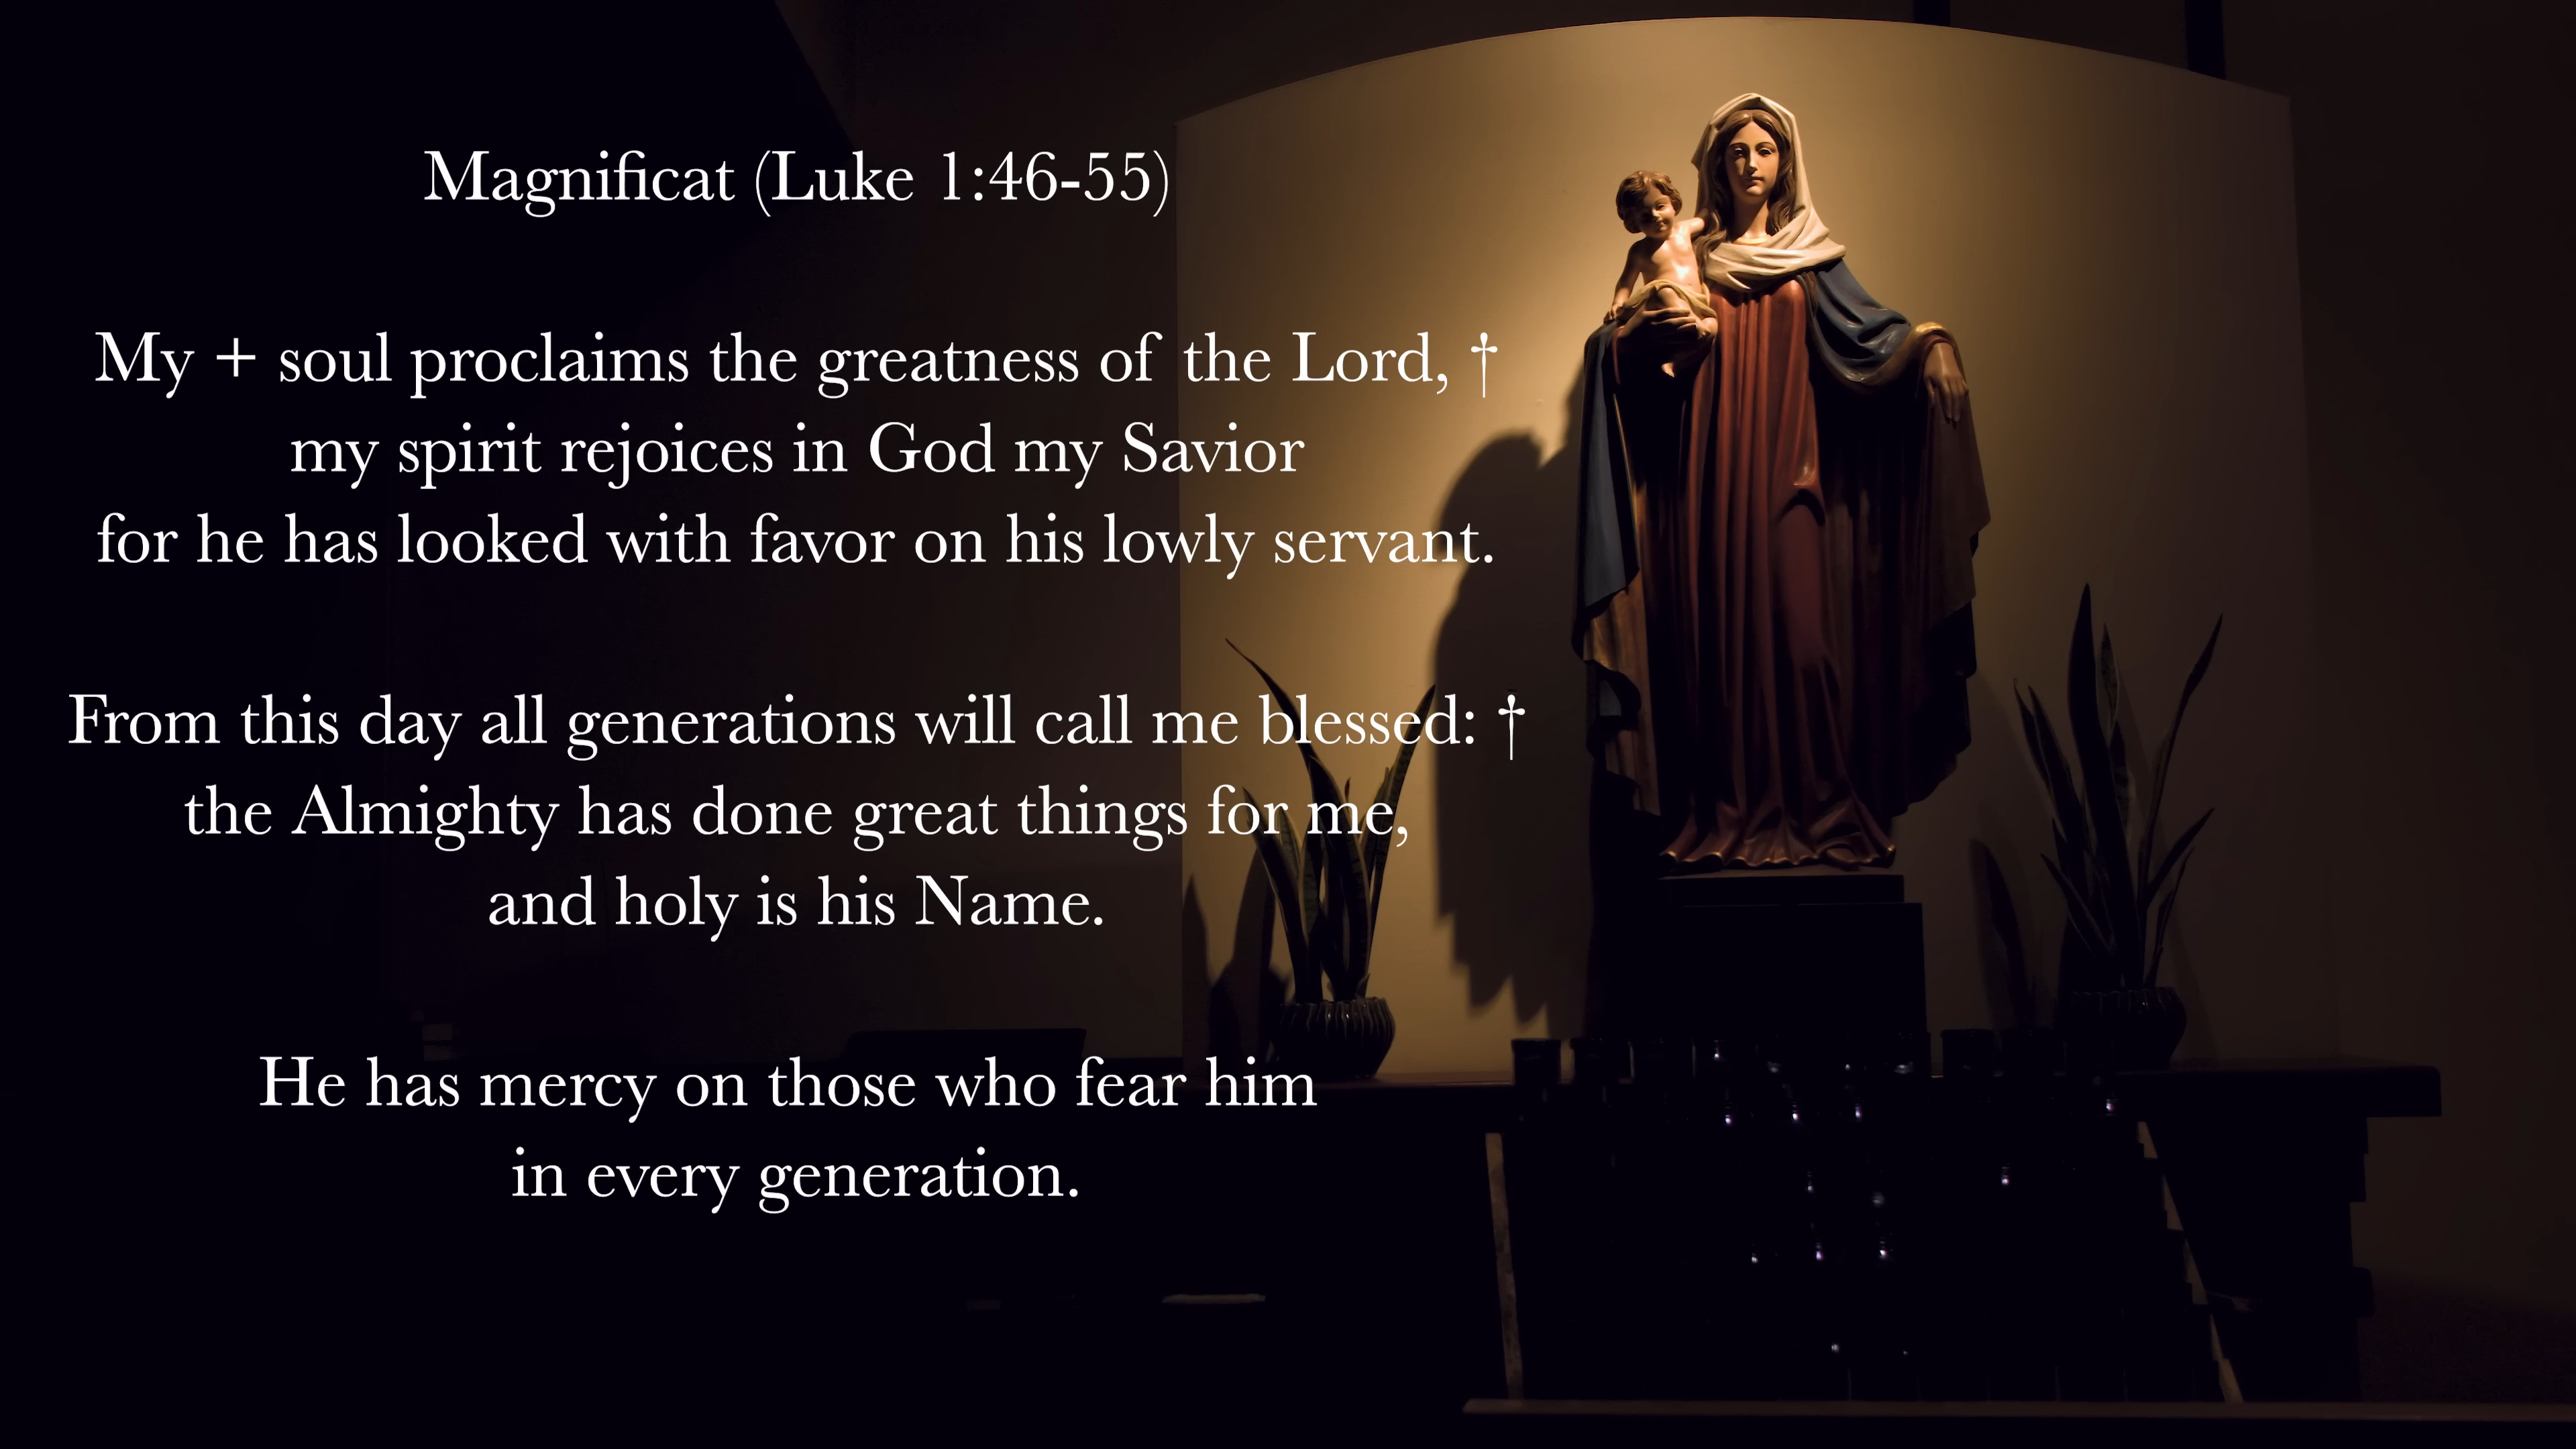 Magnificat (Luke 1:46-55)
My + soul proclaims the greatness of the Lord, †
my spirit rejoices in God my Savior
for he has looked with favor on his lowly servant.
From this day all generations will call me blessed: †
the Almighty has done great things for me,
and holy is his Name.
He has mercy on those who fear him
in every generation.